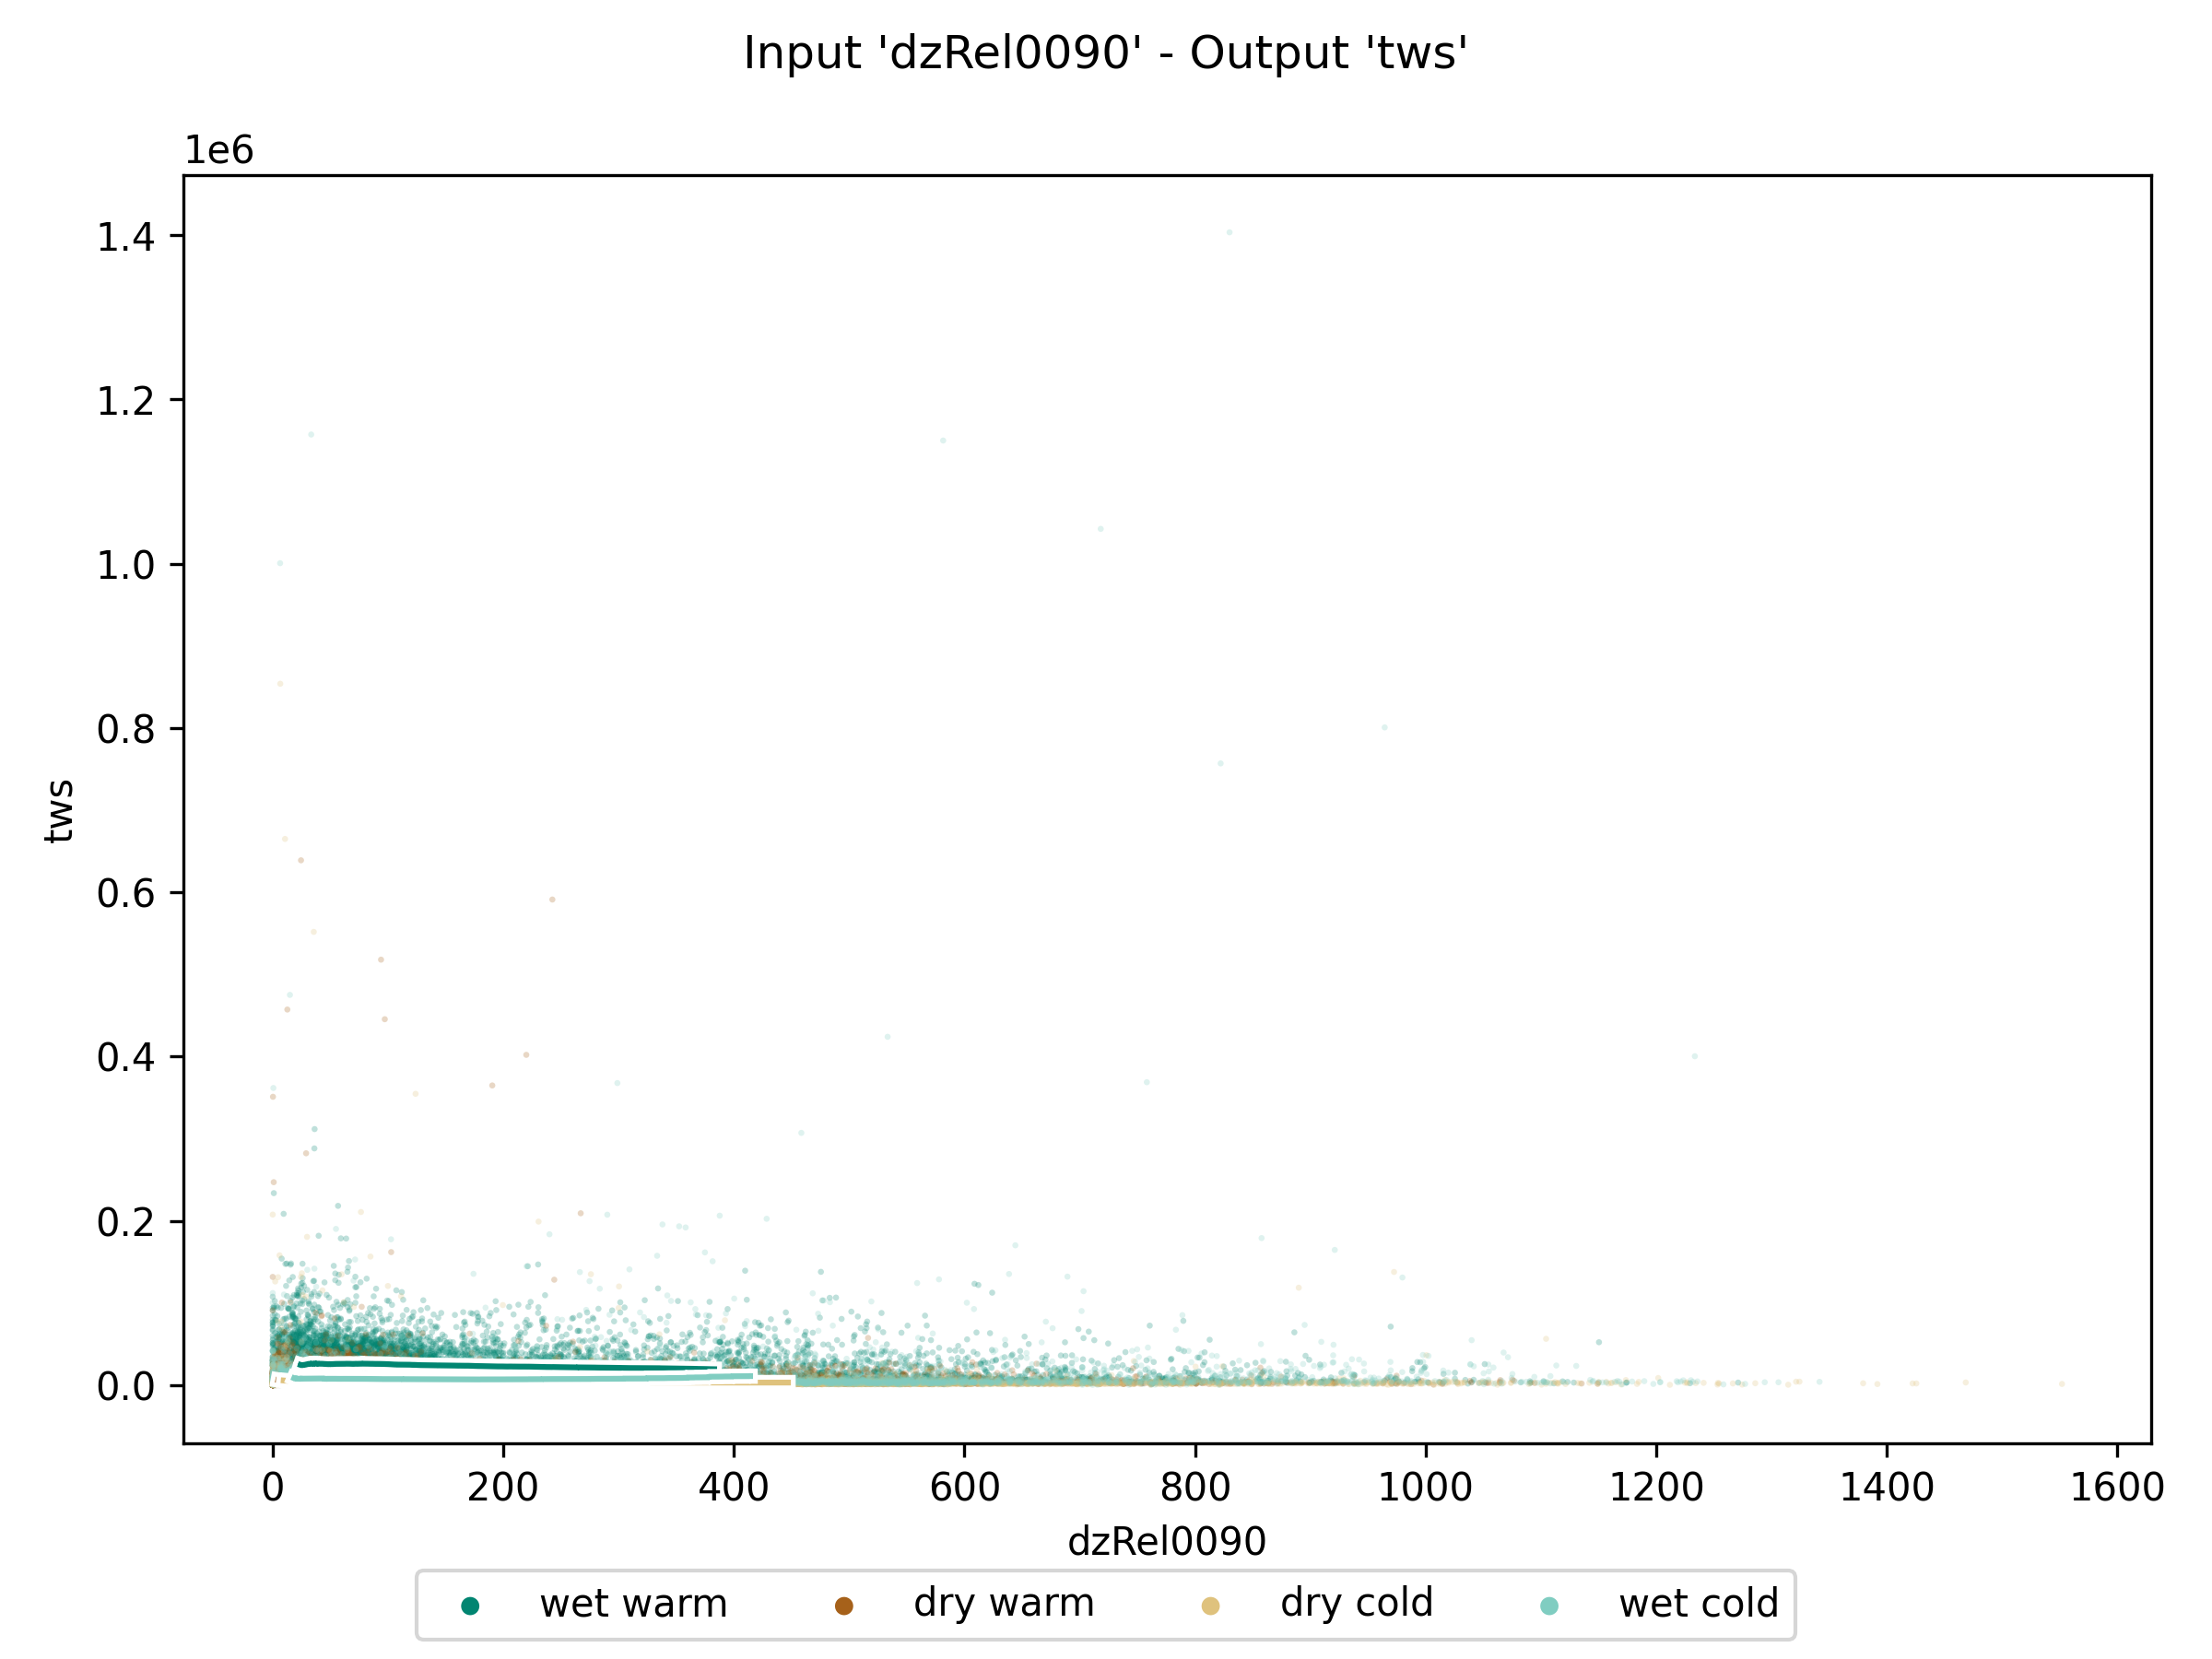 Input 'dzRel0090' - Output 'tws'
1e6
1.4
1.2
1.0
0.8
0.6
0.4
0.2
0.0
tws
0 200 400 600 800 1000 1200 1400 1600
dzRel0090
wet warm dry warm dry cold wet cold